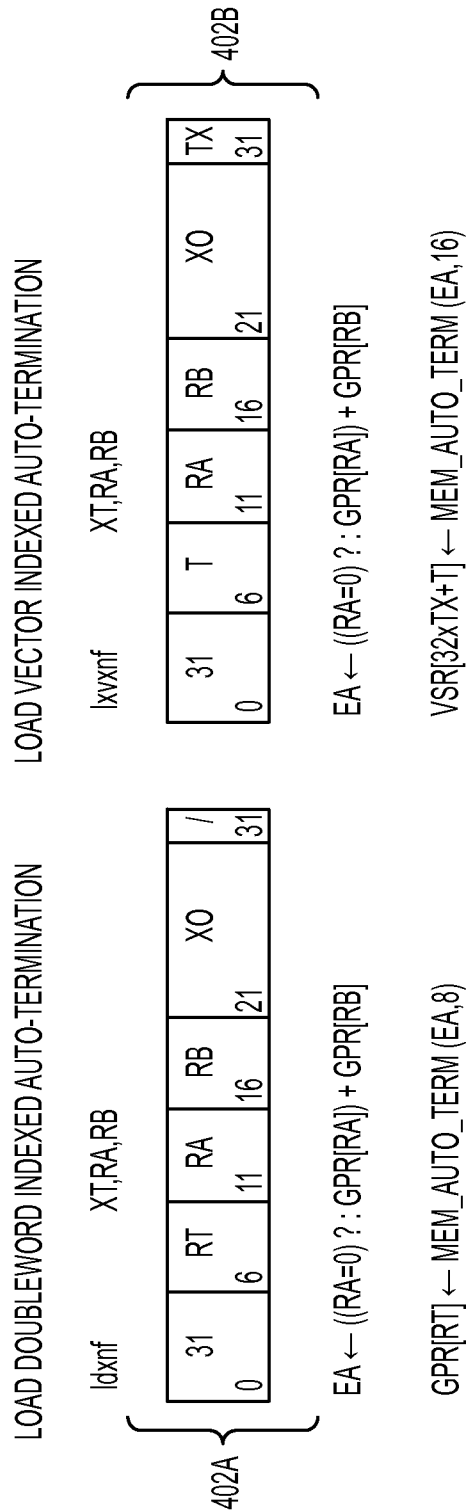 LOAD DOUBLEWORD INDEXED AUTO-TERMINATION
ldxnf XT,RA,RB
402A
31 RT RA RB XO /
0 6 11 16 21 31
EA ← ((RA=0) ? : GPR[RA]) + GPR[RB]
GPR[RT] ← MEM_AUTO_TERM (EA,8)
LOAD VECTOR INDEXED AUTO-TERMINATION
lxvxnf XT,RA,RB
31 T RA RB XO TX
0 6 11 16 21 31
402B
EA ← ((RA=0) ? : GPR[RA]) + GPR[RB]
VSR[32xTX+T] ← MEM_AUTO_TERM (EA,16)